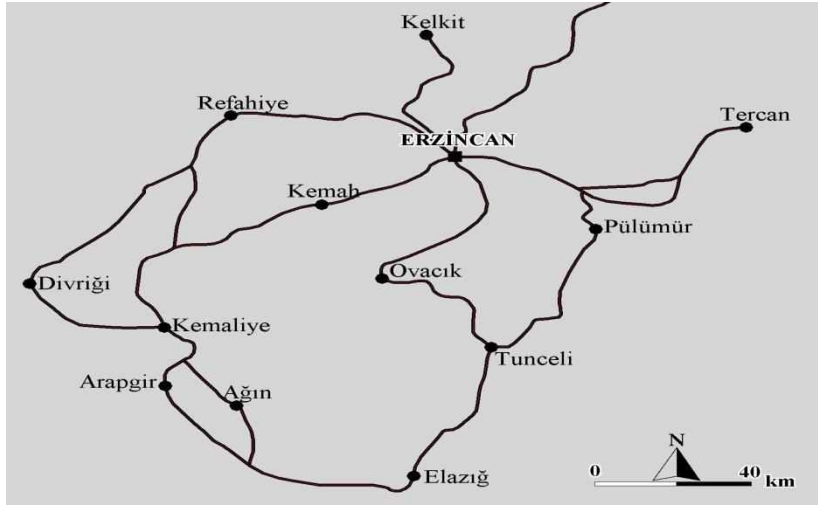 Kelkit
Refahiye
Tercan
ERZİNCAN
Kemah
Pülümür
Ovacık
Divriği
Kemaliye
Tunceli
Arapgir
Ağın
N
Elazığ
0 40 km